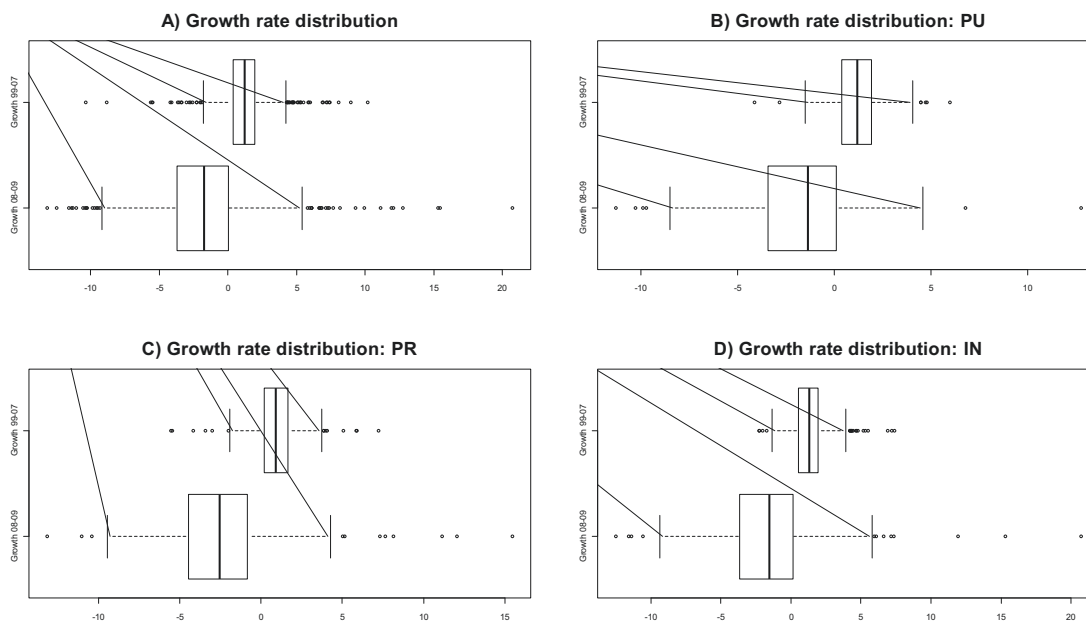 A) Growth rate distribution
Growth 99-07
Growth 08-09
-10 -5 0 5 10 15 20
B) Growth rate distribution: PU
Growth 99-07
Growth 08-09
-10 -5 0 5 10
C) Growth rate distribution: PR
Growth 99-07
Growth 08-09
-10 -5 0 5 10 15
D) Growth rate distribution: IN
Growth 99-07
Growth 08-09
-10 -5 0 5 10 15 20